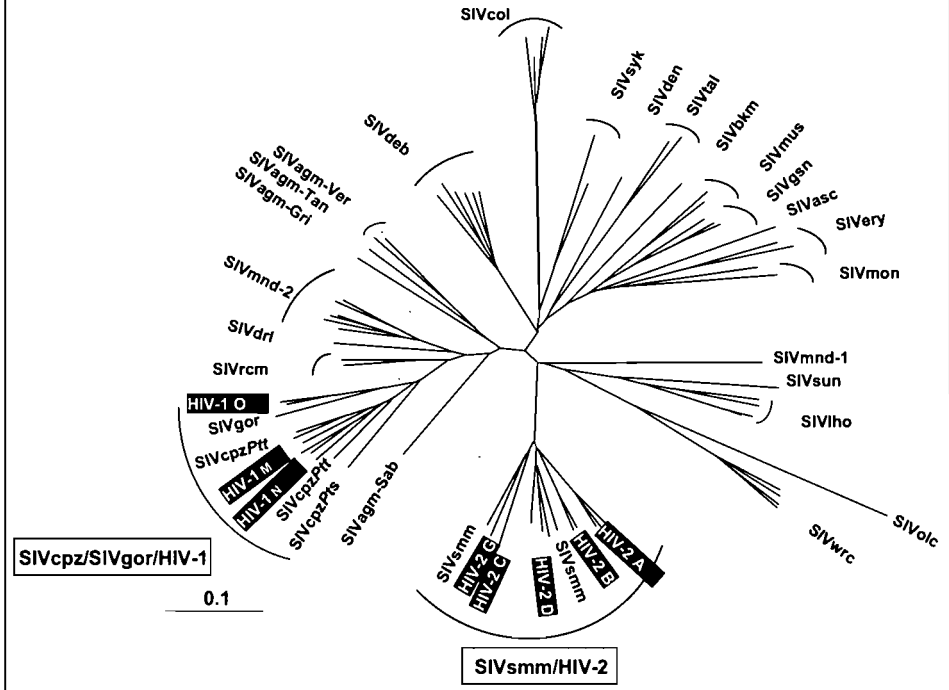 SIVcol
SIVsyk
SIVden
SIVtal
SIVbkm
SIVmus
SIVgsn
SIVasc
SIVery
SIVmon
SIVdeb
SIVagm-Ver
SIVagm-Tan
SIVagm-Gri
SIVmnd-2
SIVdrl
SIVrcm
HIV-1 O
SIVgor
SIVcpzPtt
HIV-1 M
HIV-1 N
SIVcpzPtt
SIVcpzPts
SIVagm-Sab
SIVcpz/SIVgor/HIV-1
0.1
SIVmnd-1
SIVsun
SIVlho
SIVolc
SIVwrc
SIVsmm
HIV-2 G
HIV-2 C
HIV-2 D
SIVsmm
HIV-2 B
HIV-2 A
SIVsmm/HIV-2